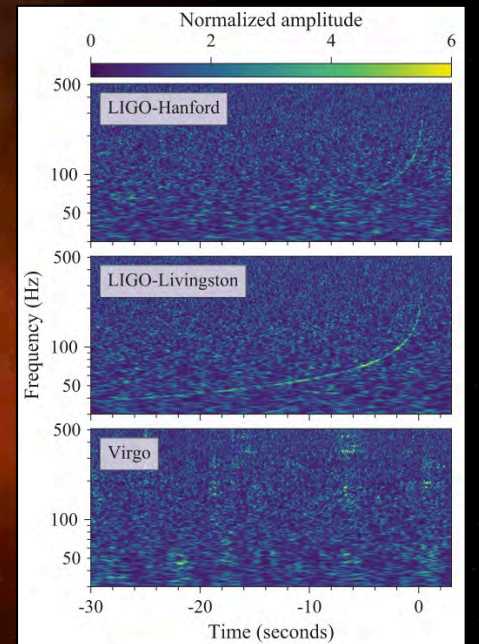 Normalized amplitude
0 2 4 6
500
LIGO-Hanford
100
50
500
LIGO-Livingston
100
50
Frequency (Hz)
500
Virgo
100
50
-30 -20 -10 0
Time (seconds)